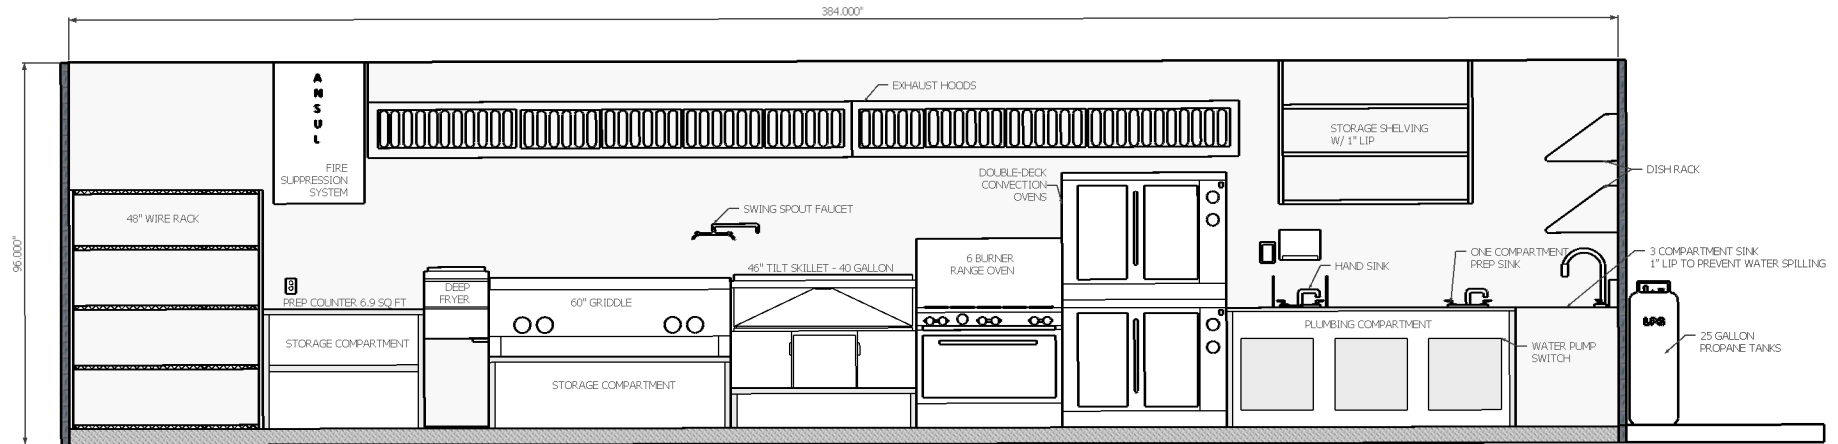 384.000"
96.000"
ANSUL
FIRE
SUPPRESSION
SYSTEM
EXHAUST HOODS
STORAGE SHELVING
W/ 1" LIP
DISH RACK
DOUBLE-DECK
CONVECTION
OVENS
48" WIRE RACK
SWING SPOUT FAUCET
6 BURNER
RANGE OVEN
46" TILT SKILLET - 40 GALLON
HAND SINK
ONE COMPARTMENT
PREP SINK
3 COMPARTMENT SINK
1" LIP TO PREVENT WATER SPILLING
PREP COUNTER 6.9 SQ FT
DEEP
FRYER
60" GRIDDLE
PLUMBING COMPARTMENT
LPG
STORAGE COMPARTMENT
WATER PUMP
SWITCH
25 GALLON
PROPANE TANKS
STORAGE COMPARTMENT